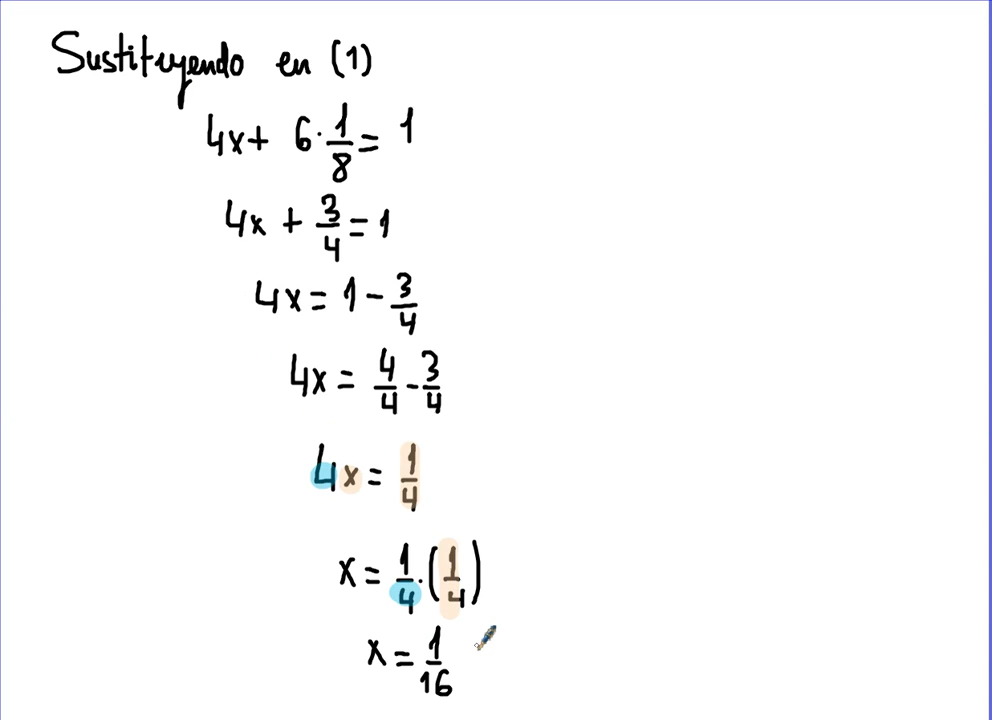 Sustituyendo en (1)
4x + 6 · 1/8 = 1
4x + 3/4 = 1
4x = 1 - 3/4
4x = 4/4 - 3/4
4x = 1/4
x = 1/4 · (1/4)
x = 1/16